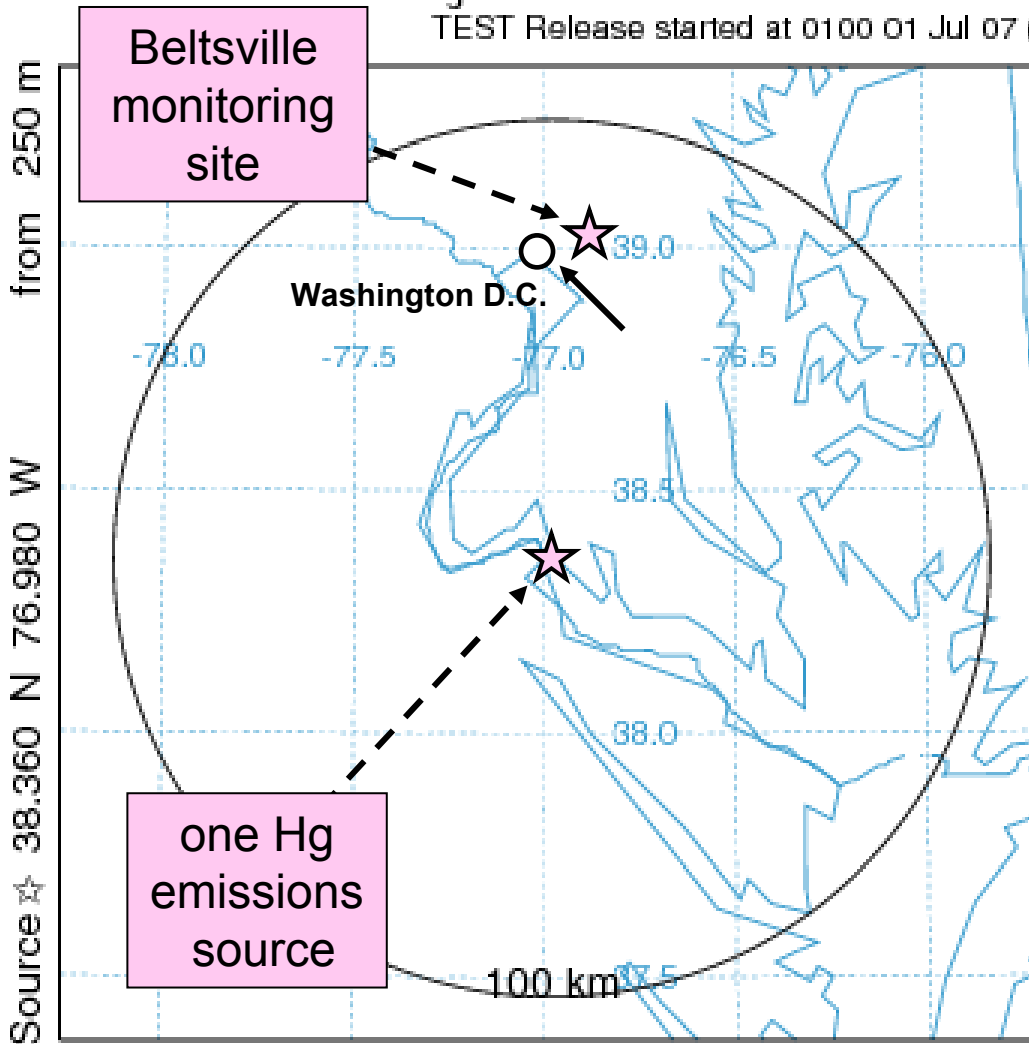 TEST Release started at 0100 01 Jul 07
Beltsville
monitoring
site
Source ☆ 38.360 N 76.980 W from 250 m
39.0
Washington D.C.
-78.0 -77.5 -77.0 -76.5 -76.0
38.5
38.0
one Hg
emissions
source
100 km
37.5